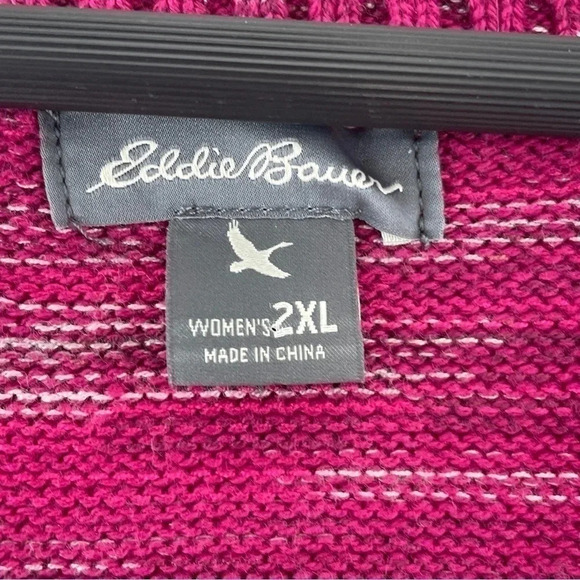 Eddie Bauer
WOMEN'S 2XL
MADE IN CHINA